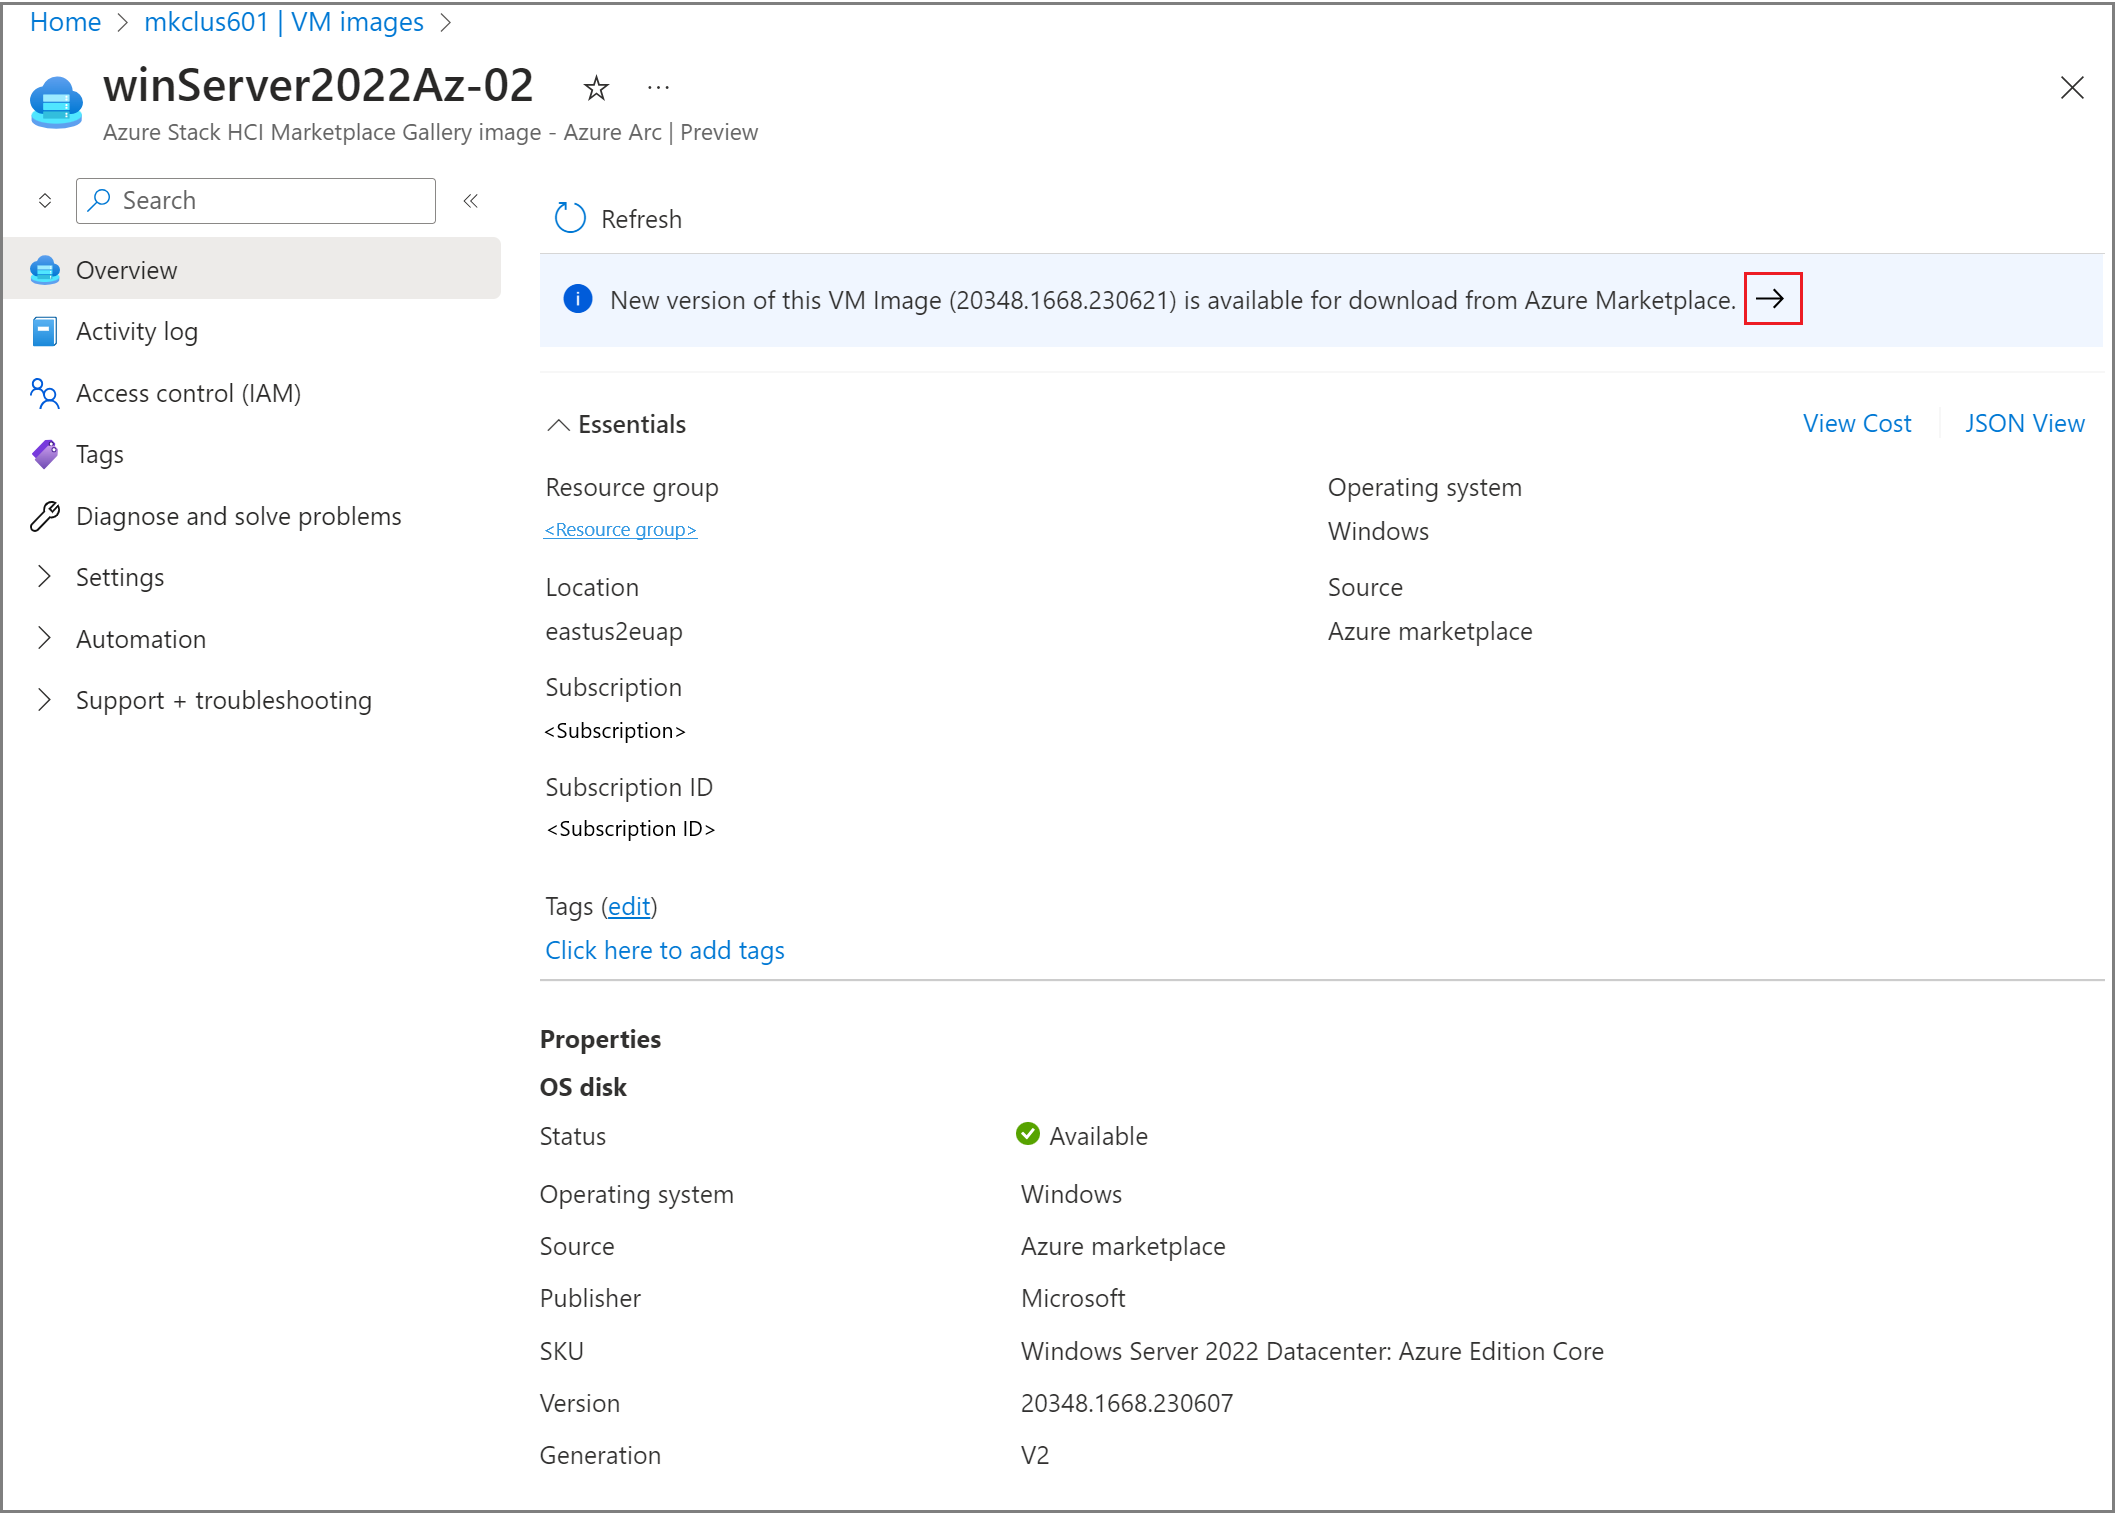 Home > mkclus601 | VM images >
winServer2022Az-02 ...
Azure Stack HCI Marketplace Gallery image - Azure Arc | Preview
Search
«
Overview
Activity log
Access control (IAM)
Tags
Diagnose and solve problems
Settings
Automation
Support + troubleshooting
Refresh
New version of this VM Image (20348.1668.230621) is available for download from Azure Marketplace. →
Essentials
View Cost
JSON View
Resource group
<Resource group>
Location
eastus2euap
Subscription
<Subscription>
Subscription ID
<Subscription ID>
Operating system
Windows
Source
Azure marketplace
Tags (edit)
Click here to add tags
Properties
OS disk
Status Available
Operating system Windows
Source Azure marketplace
Publisher Microsoft
SKU Windows Server 2022 Datacenter: Azure Edition Core
Version 20348.1668.230607
Generation V2